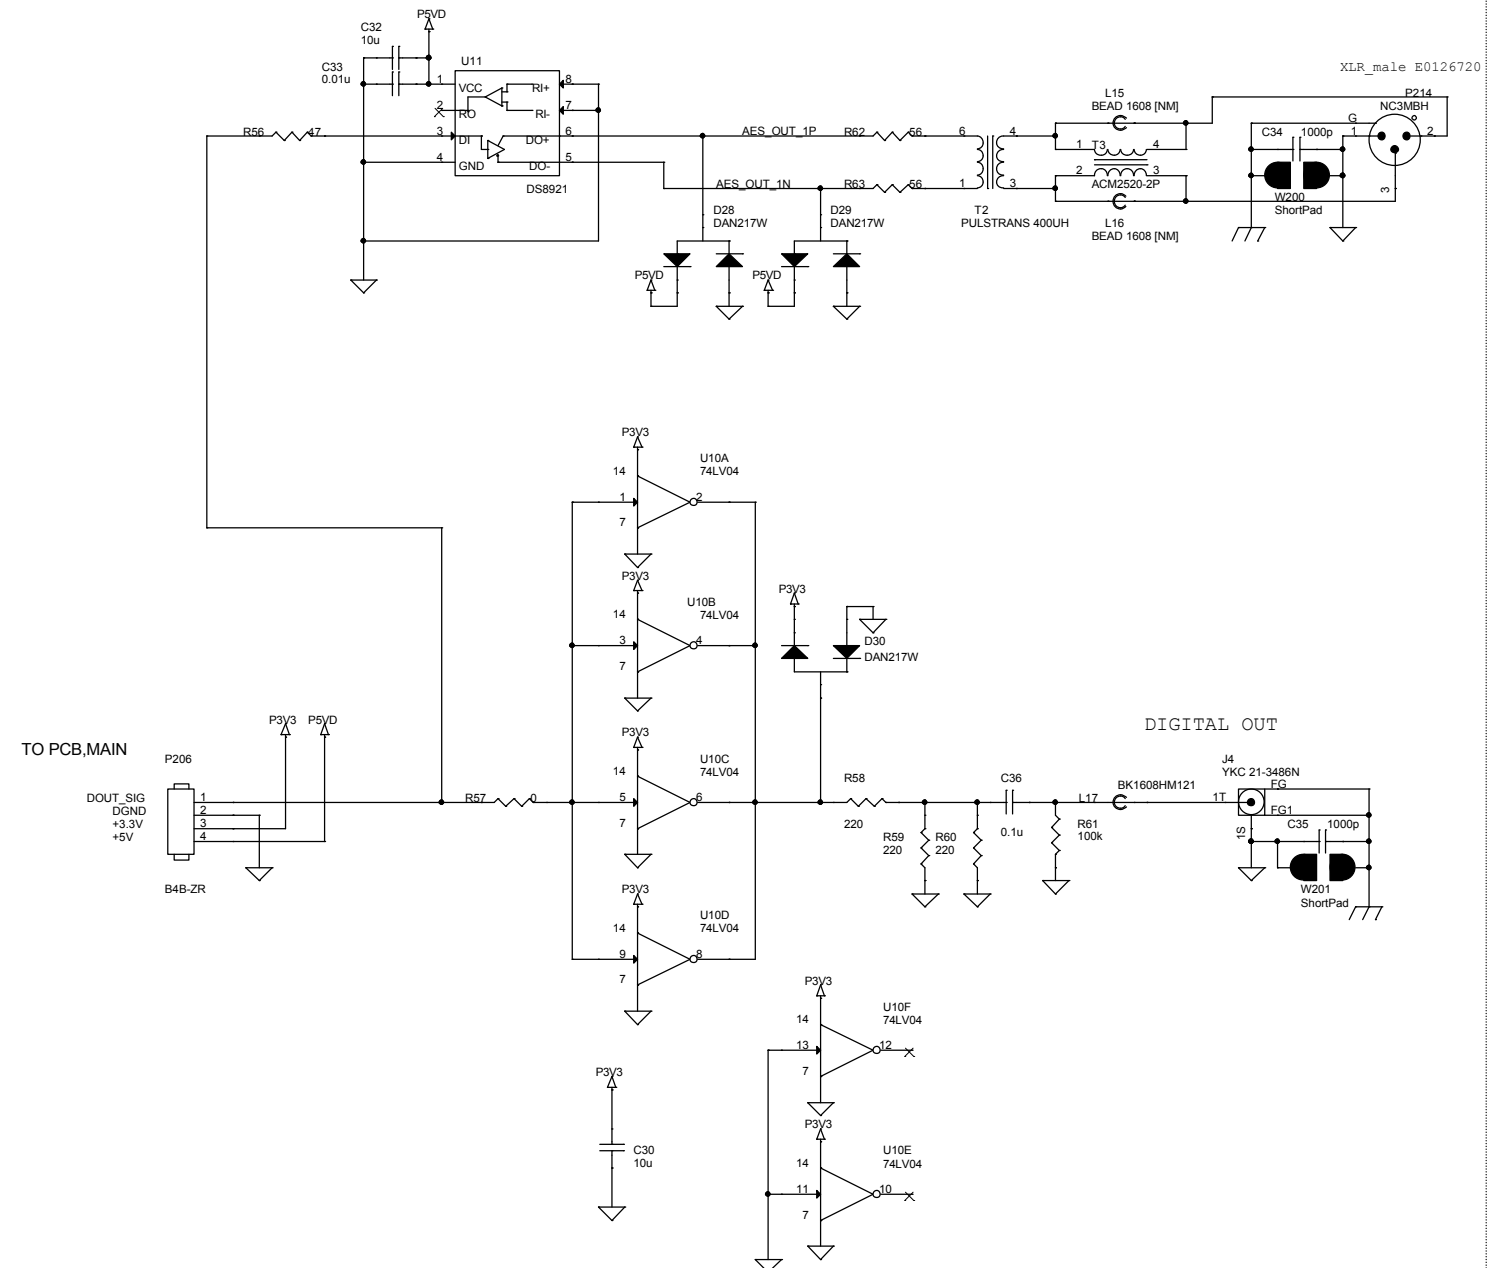 P5VD
C32
10u
C33
0.01u
U11
1
VCC
2
RO
3
DI
4
GND
RI+
8
RI-
7
DO+
6
DO-
5
DS8921
R56
47
AES_OUT_1P
AES_OUT_1N
R62
56
R63
56
D28
DAN217W
D29
DAN217W
P5VD
P5VD
6
1
4
3
T2
PULSTRANS 400UH
L15
BEAD 1608 [NM]
1
T3
4
2
3
ACM2520-2P
L16
BEAD 1608 [NM]
XLR_male E0126720
P214
NC3MBH
G
1
2
3
C34
1000p
W200
ShortPad
P3V3
14
1
7
2
U10A
74LV04
P3V3
14
3
7
4
U10B
74LV04
P3V3
14
5
7
6
U10C
74LV04
P3V3
14
9
7
8
U10D
74LV04
P3V3
D30
DAN217W
TO PCB,MAIN
P206
P3V3
P5VD
DOUT_SIG
DGND
+3.3V
+5V
1
2
3
4
B4B-ZR
R57
0
R58
220
R59
220
R60
220
C36
0.1u
R61
100k
L17
BK1608HM121
DIGITAL OUT
J4
YKC 21-3486N
1T
FG
FG1
1S
C35
1000p
W201
ShortPad
P3V3
14
13
7
12
U10F
74LV04
P3V3
14
11
7
10
U10E
74LV04
P3V3
C30
10u